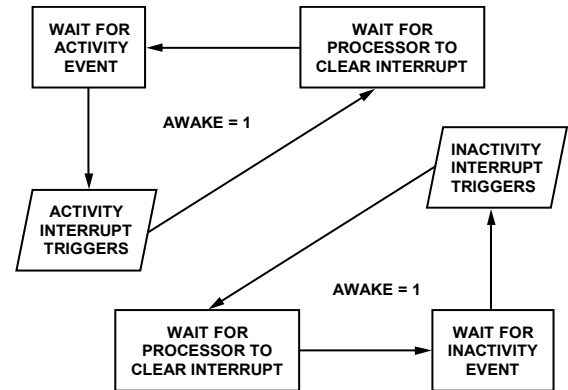 WAIT FOR
ACTIVITY
EVENT
WAIT FOR
PROCESSOR TO
CLEAR INTERRUPT
AWAKE = 1
ACTIVITY
INTERRUPT
TRIGGERS
INACTIVITY
INTERRUPT
TRIGGERS
AWAKE = 1
WAIT FOR
PROCESSOR TO
CLEAR INTERRUPT
WAIT FOR
INACTIVITY
EVENT